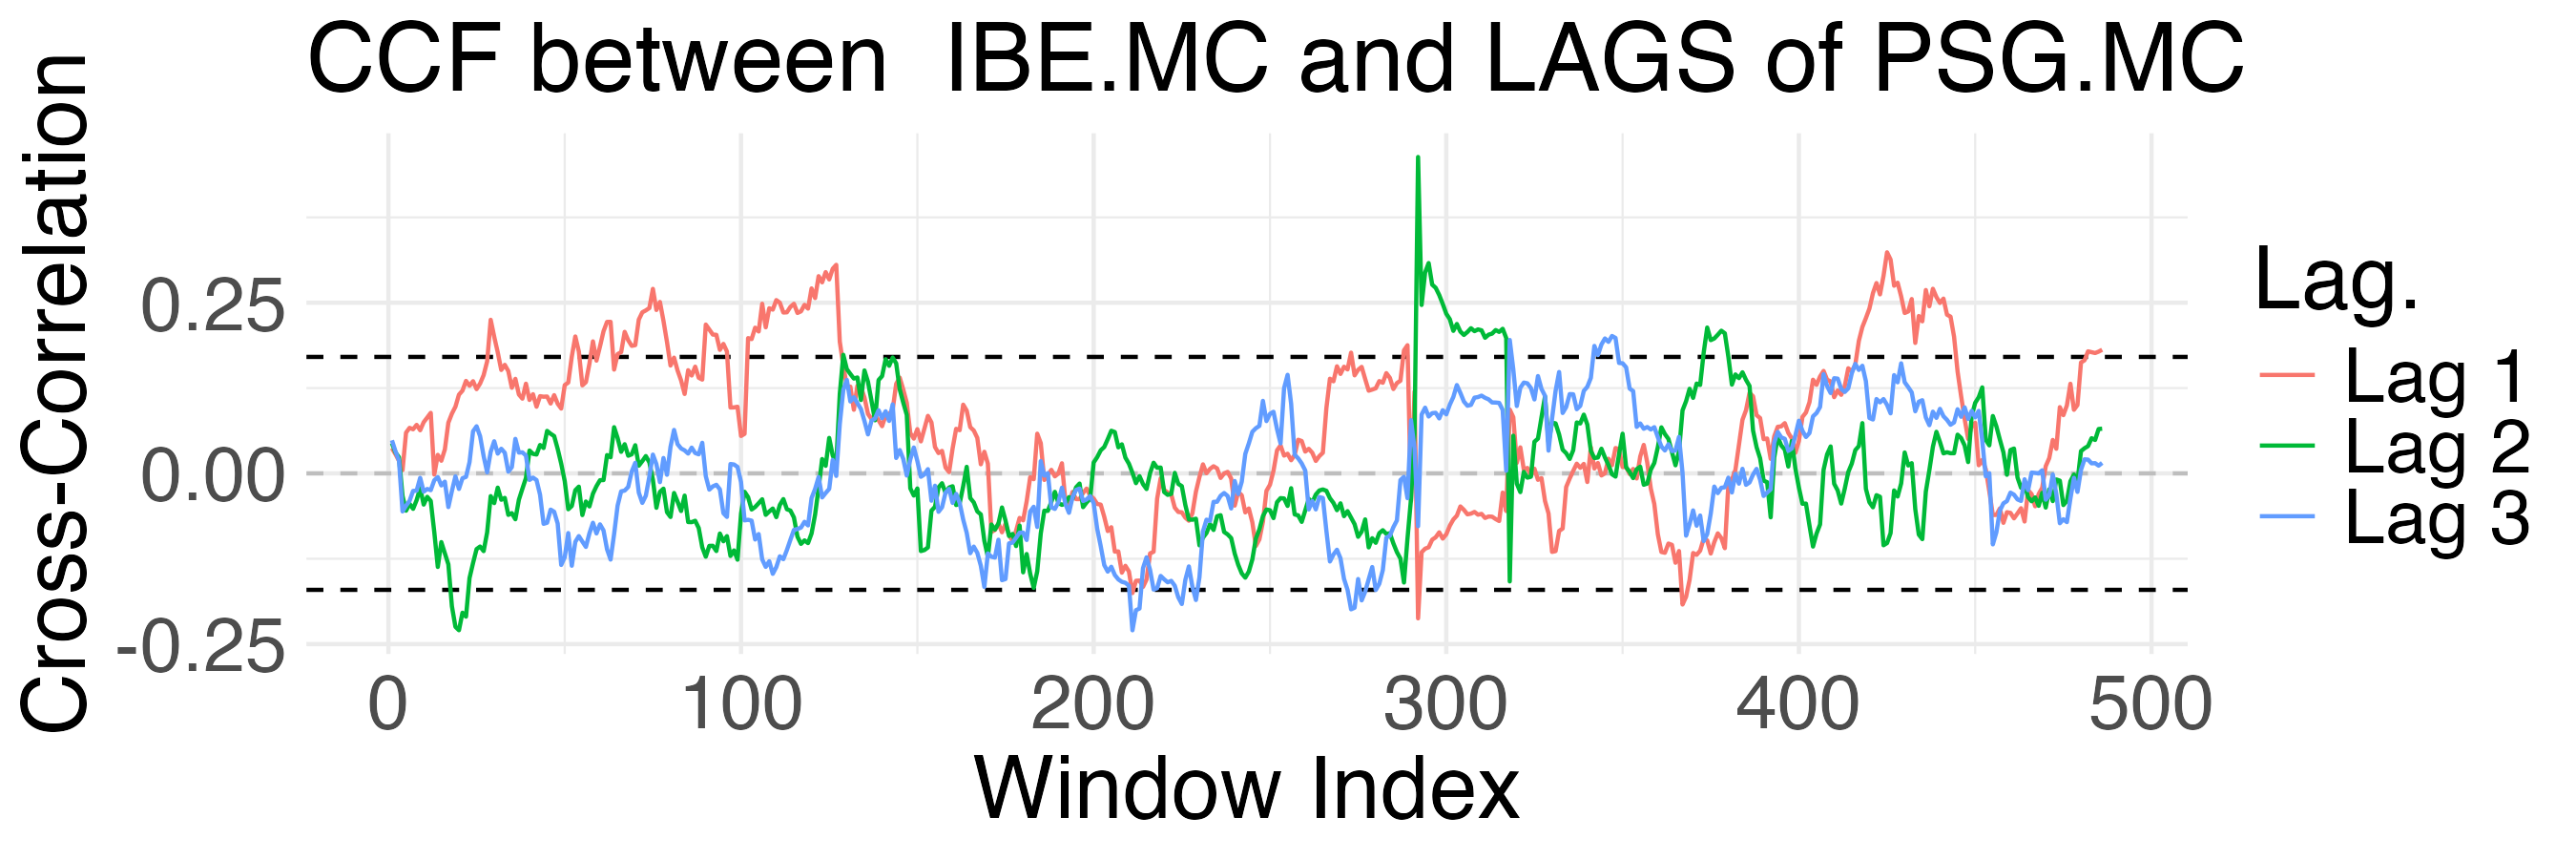 CCF between  IBE.MC and LAGS of PSG.MC
Cross-Correlation
0.25
0.00
-0.25
0 100 200 300 400 500
Window Index
Lag.
Lag 1
Lag 2
Lag 3